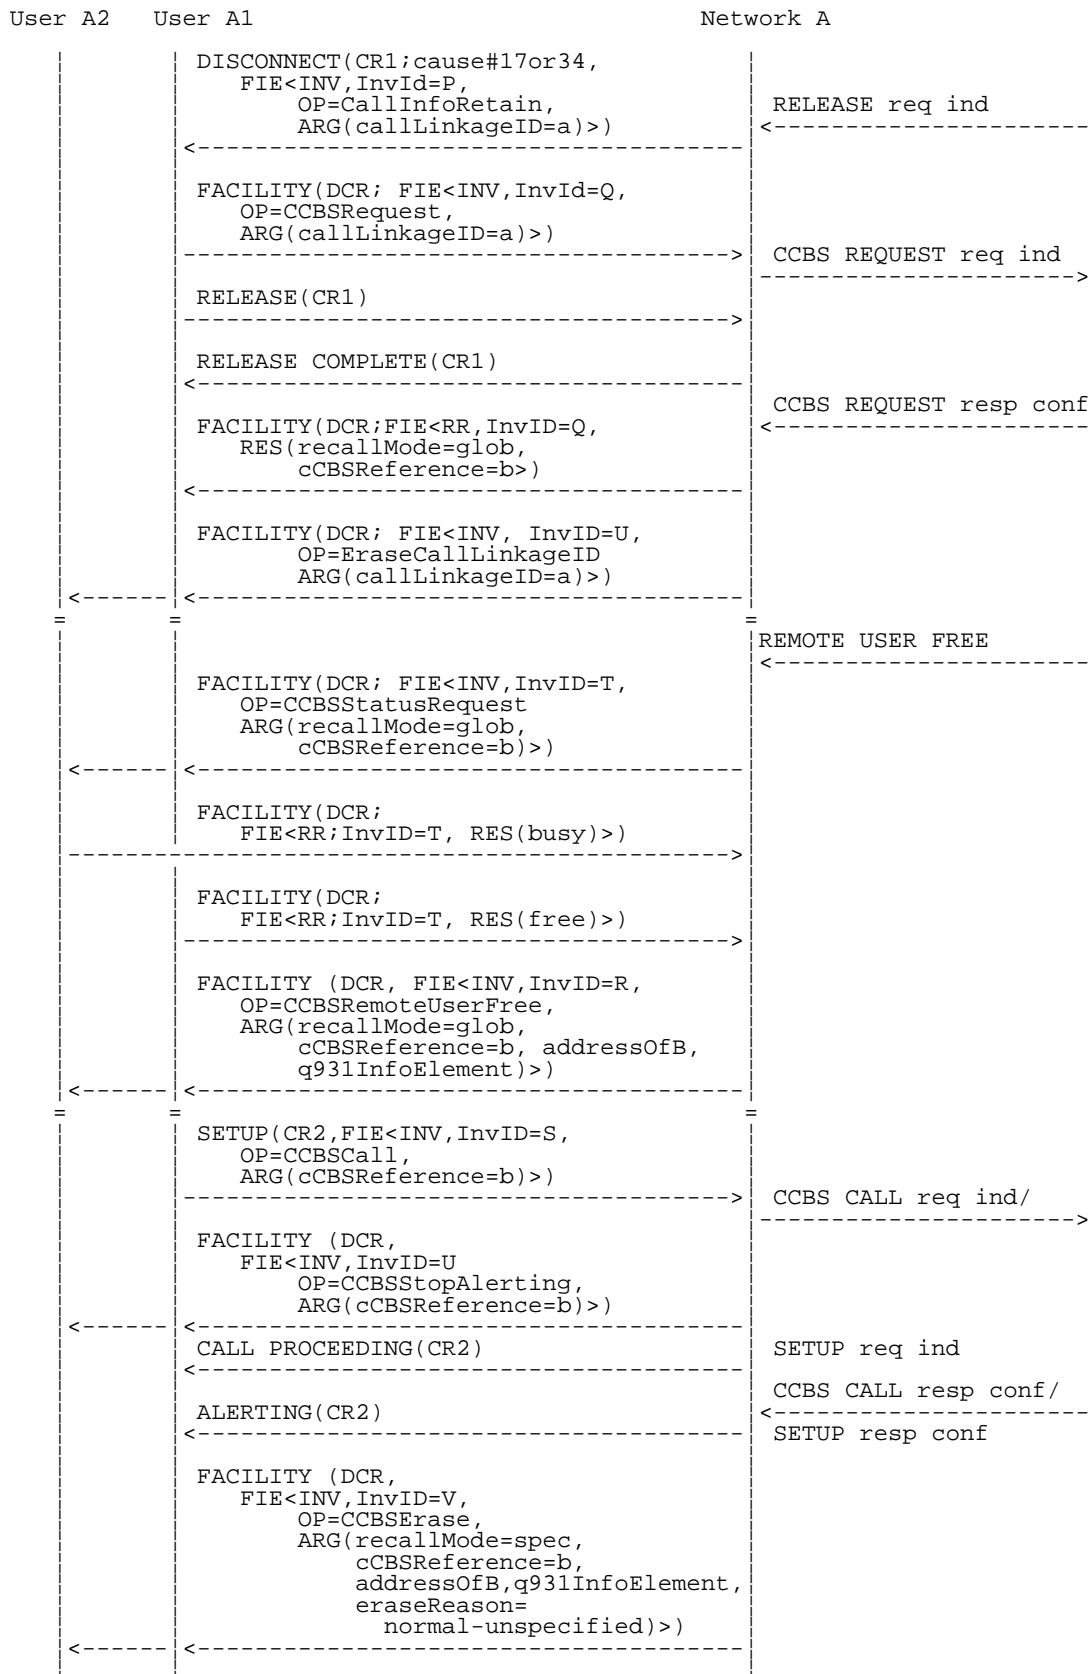 User A2 User A1 Network A
DISCONNECT(CR1;cause#17or34,
FIE<INV,InvId=P,
OP=CallInfoRetain, RELEASE req ind
ARG(callLinkageID=a)>)
FACILITY(DCR; FIE<INV,InvId=Q,
OP=CCBSRequest,
ARG(callLinkageID=a)>)
CCBS REQUEST req ind
RELEASE(CR1)
RELEASE COMPLETE(CR1)
CCBS REQUEST resp conf
FACILITY(DCR;FIE<RR,InvID=Q,
RES(recallMode=glob,
cCBSReference=b>)
FACILITY(DCR; FIE<INV, InvID=U,
OP=EraseCallLinkageID
ARG(callLinkageID=a)>)
REMOTE USER FREE
FACILITY(DCR; FIE<INV,InvID=T,
OP=CCBSStatusRequest
ARG(recallMode=glob,
cCBSReference=b)>)
FACILITY(DCR;
FIE<RR;InvID=T, RES(busy)>)
FACILITY(DCR;
FIE<RR;InvID=T, RES(free)>)
FACILITY (DCR, FIE<INV,InvID=R,
OP=CCBSRemoteUserFree,
ARG(recallMode=glob,
cCBSReference=b, addressOfB,
q931InfoElement)>)
SETUP(CR2,FIE<INV,InvID=S,
OP=CCBSCall,
ARG(cCBSReference=b)>)
CCBS CALL req ind/
FACILITY (DCR,
FIE<INV,InvID=U
OP=CCBSStopAlerting,
ARG(cCBSReference=b)>)
CALL PROCEEDING(CR2) SETUP req ind
CCBS CALL resp conf/
ALERTING(CR2)
SETUP resp conf
FACILITY (DCR,
FIE<INV,InvID=V,
OP=CCBSErase,
ARG(recallMode=spec,
cCBSReference=b,
addressOfB,q931InfoElement,
eraseReason=
normal-unspecified)>)